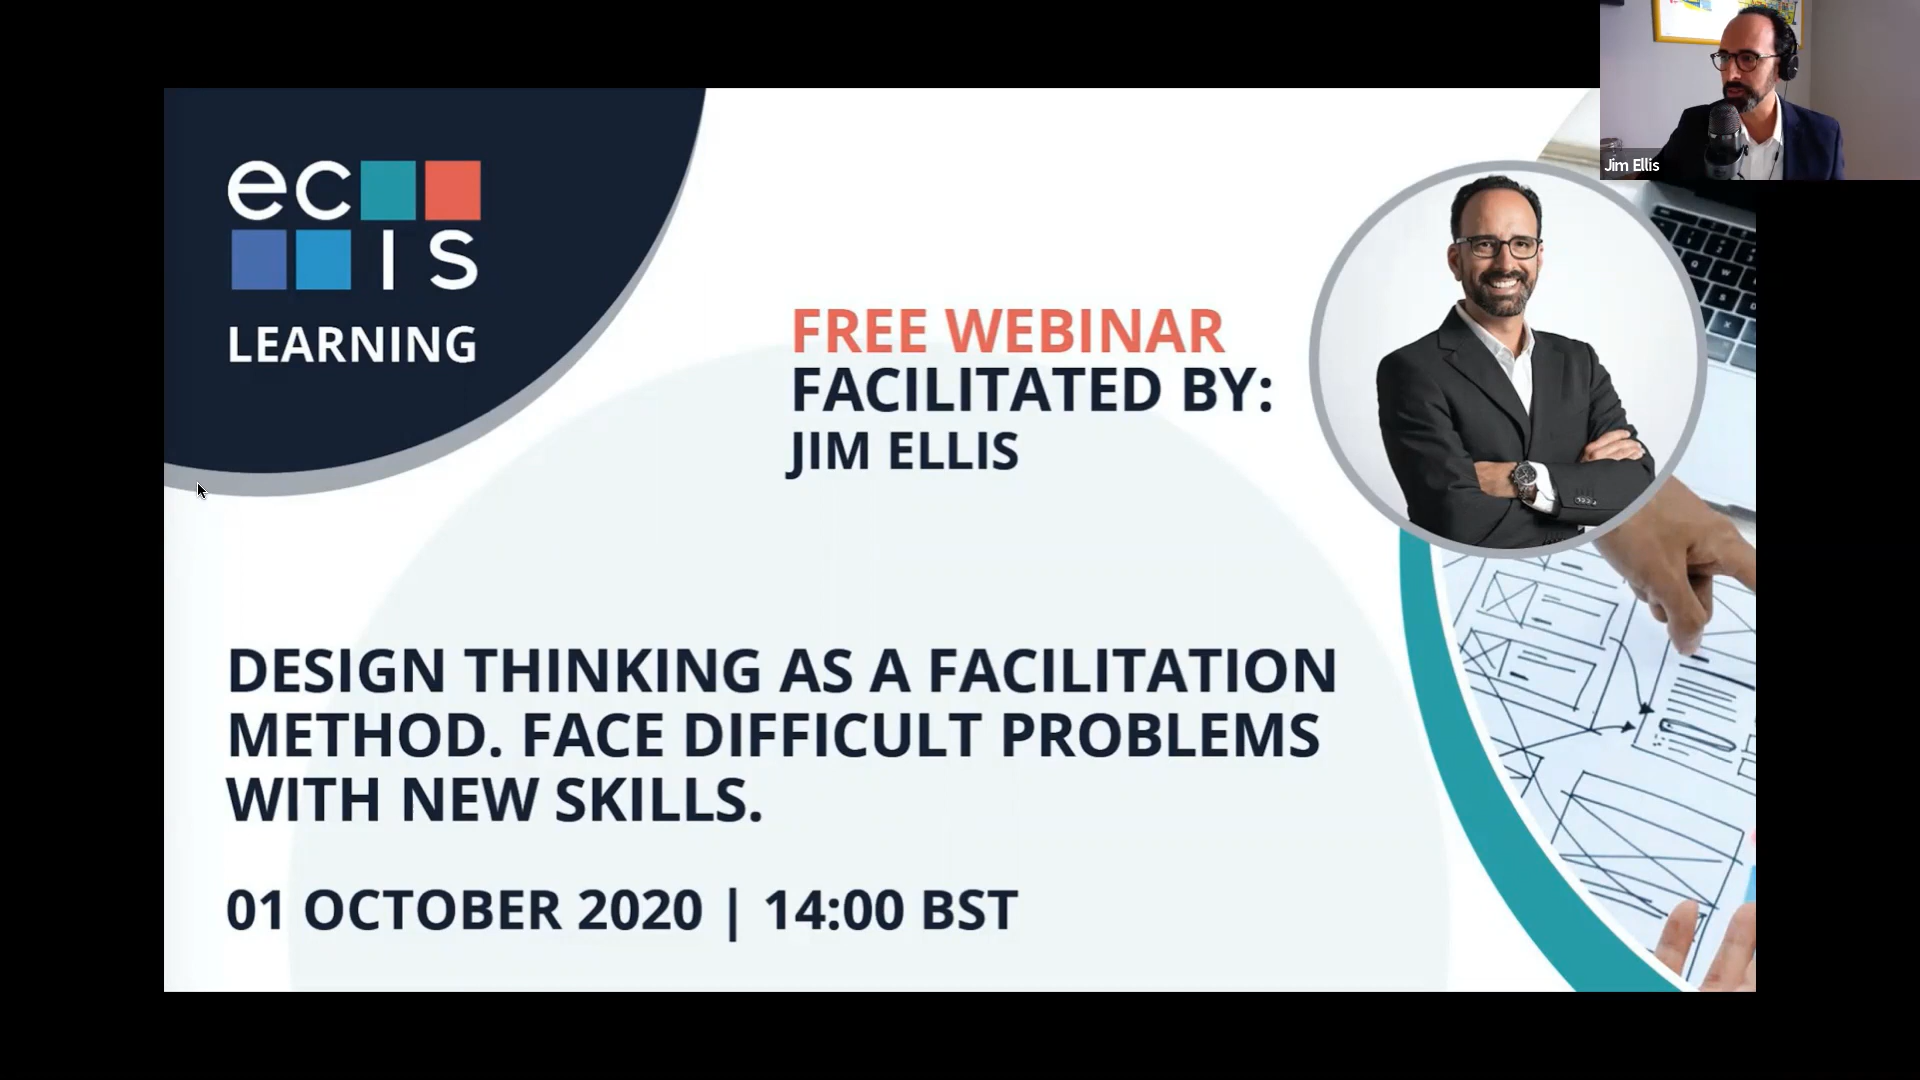 ec
IS
LEARNING
FREE WEBINAR
FACILITATED BY:
JIM ELLIS
Jim Ellis
DESIGN THINKING AS A FACILITATION
METHOD. FACE DIFFICULT PROBLEMS
WITH NEW SKILLS.
01 OCTOBER 2020 | 14:00 BST